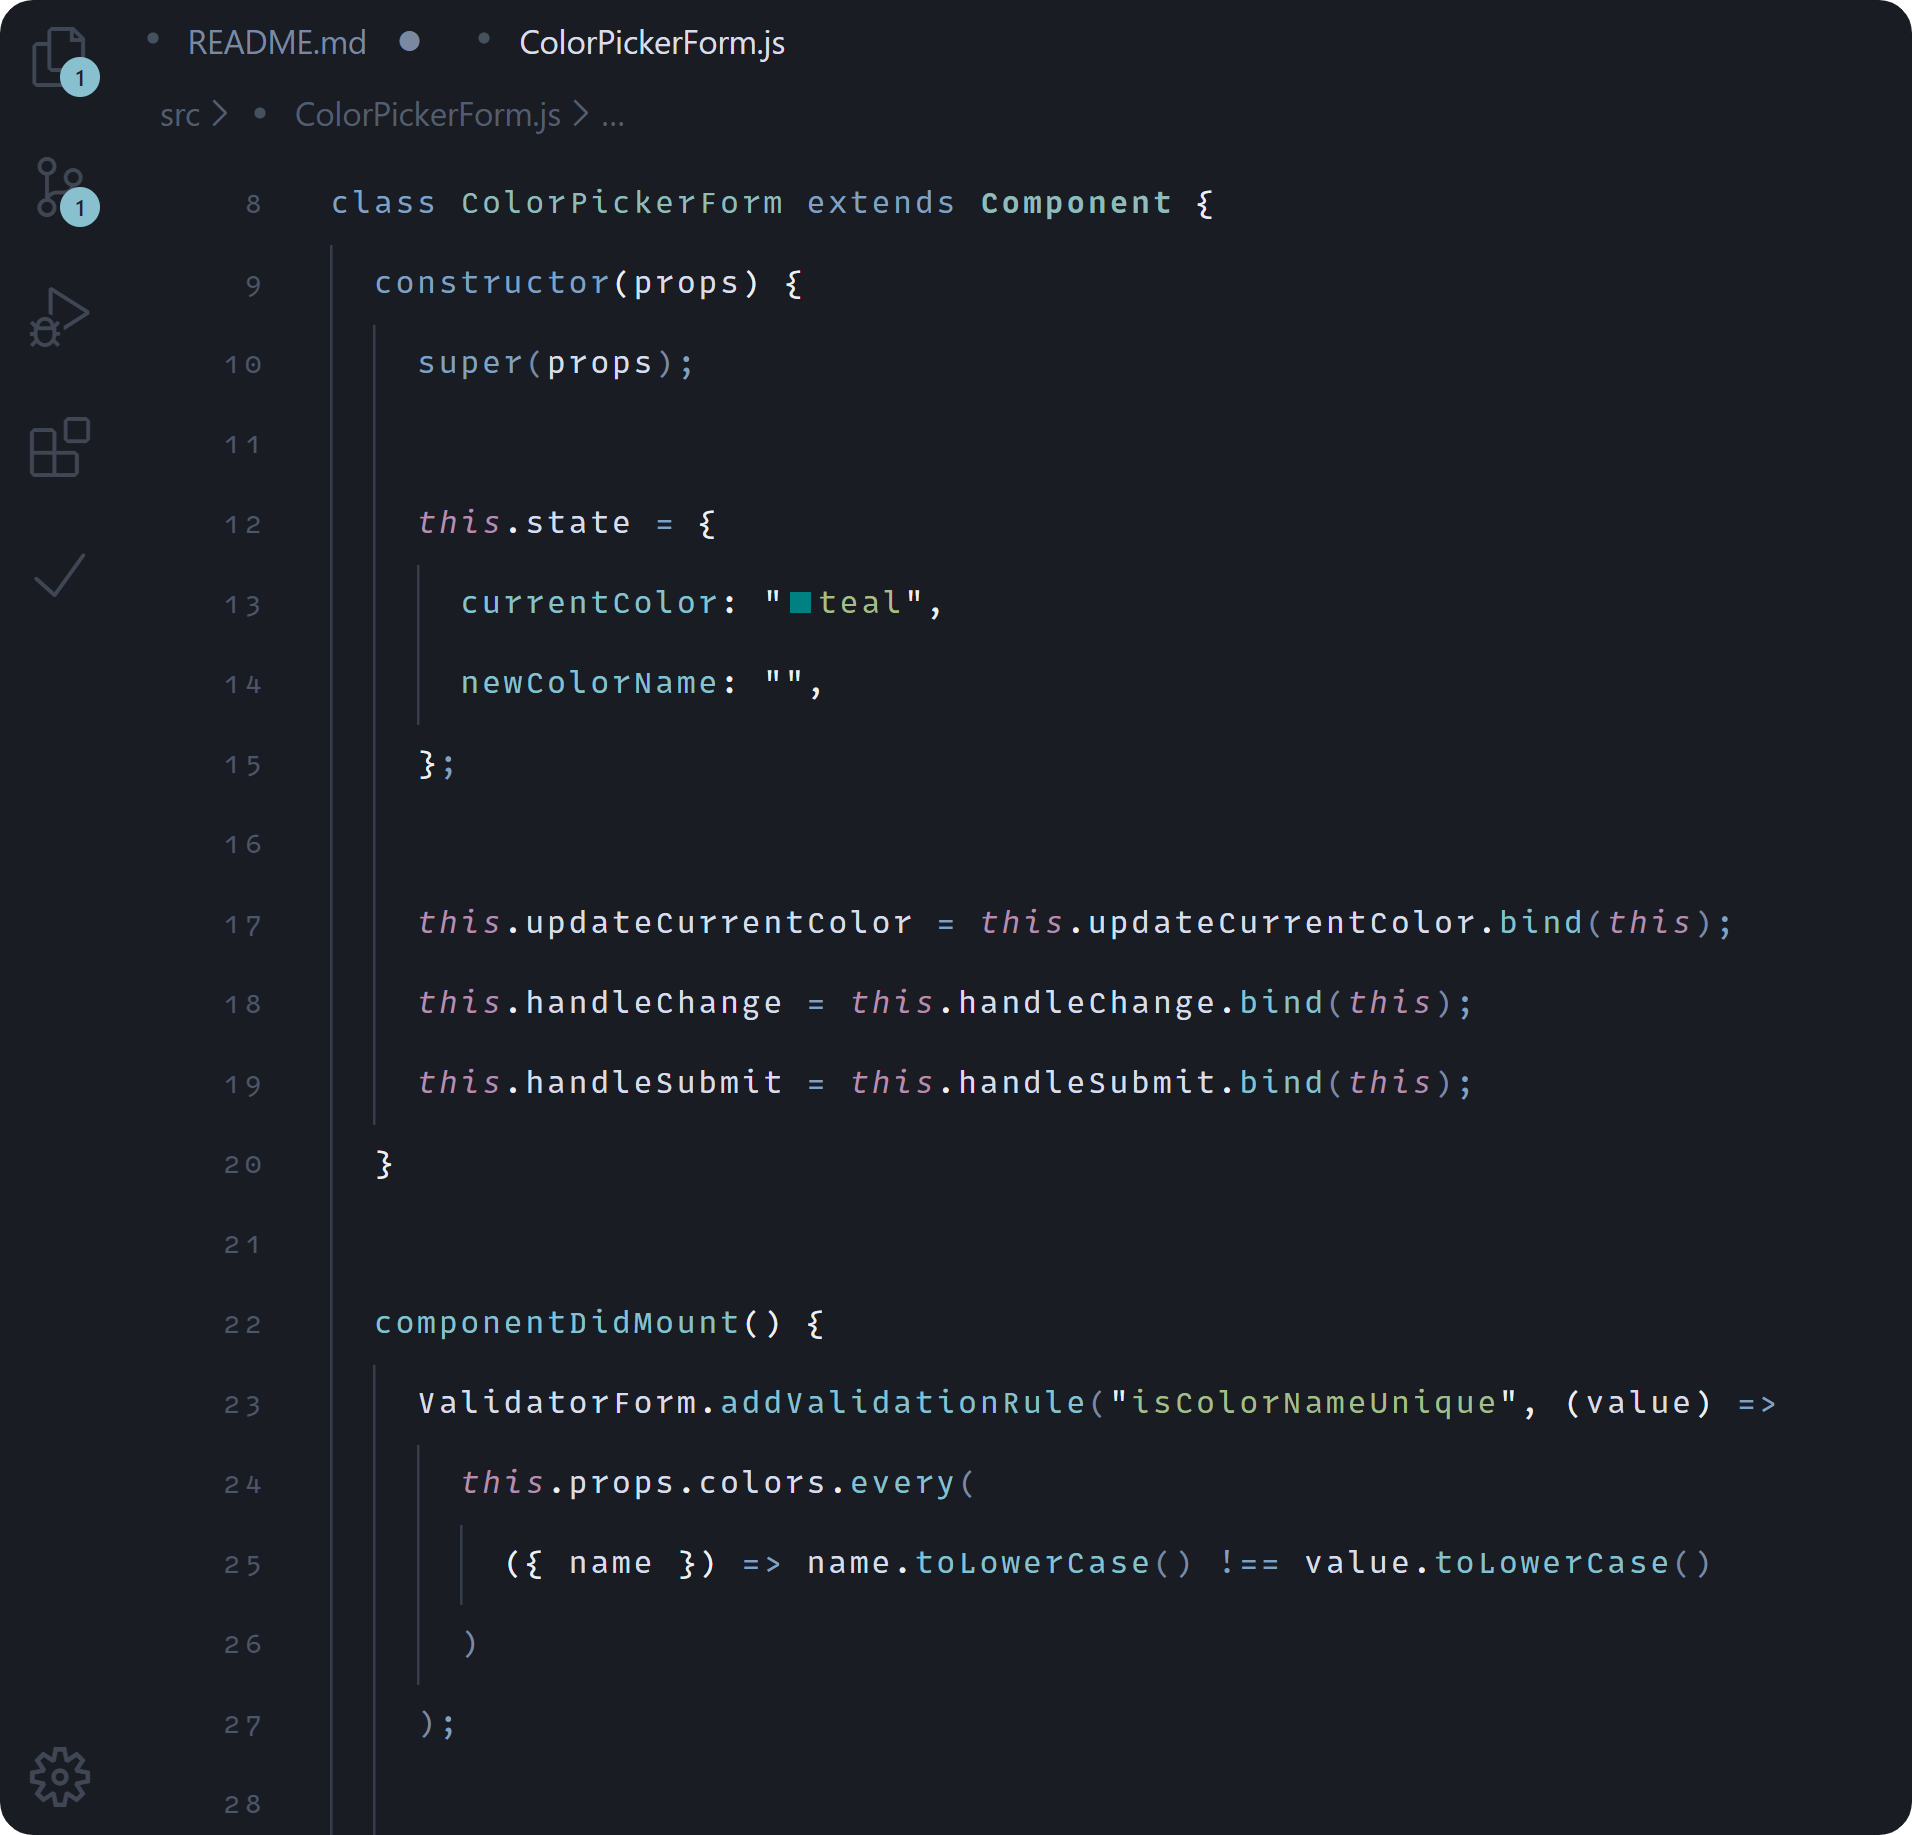 README.md ColorPickerForm.js
src > ColorPickerForm.js > ...
1
1
8 class ColorPickerForm extends Component {
9 constructor(props) {
10 super(props);
11
12 this.state = {
13 currentColor: "teal",
14 newColorName: "",
15 };
16
17 this.updateCurrentColor = this.updateCurrentColor.bind(this);
18 this.handleChange = this.handleChange.bind(this);
19 this.handleSubmit = this.handleSubmit.bind(this);
20 }
21
22 componentDidMount() {
23 ValidatorForm.addValidationRule("isColorNameUnique", (value) =>
24 this.props.colors.every(
25 ({ name }) => name.toLowerCase() !== value.toLowerCase()
26 )
27 );
28